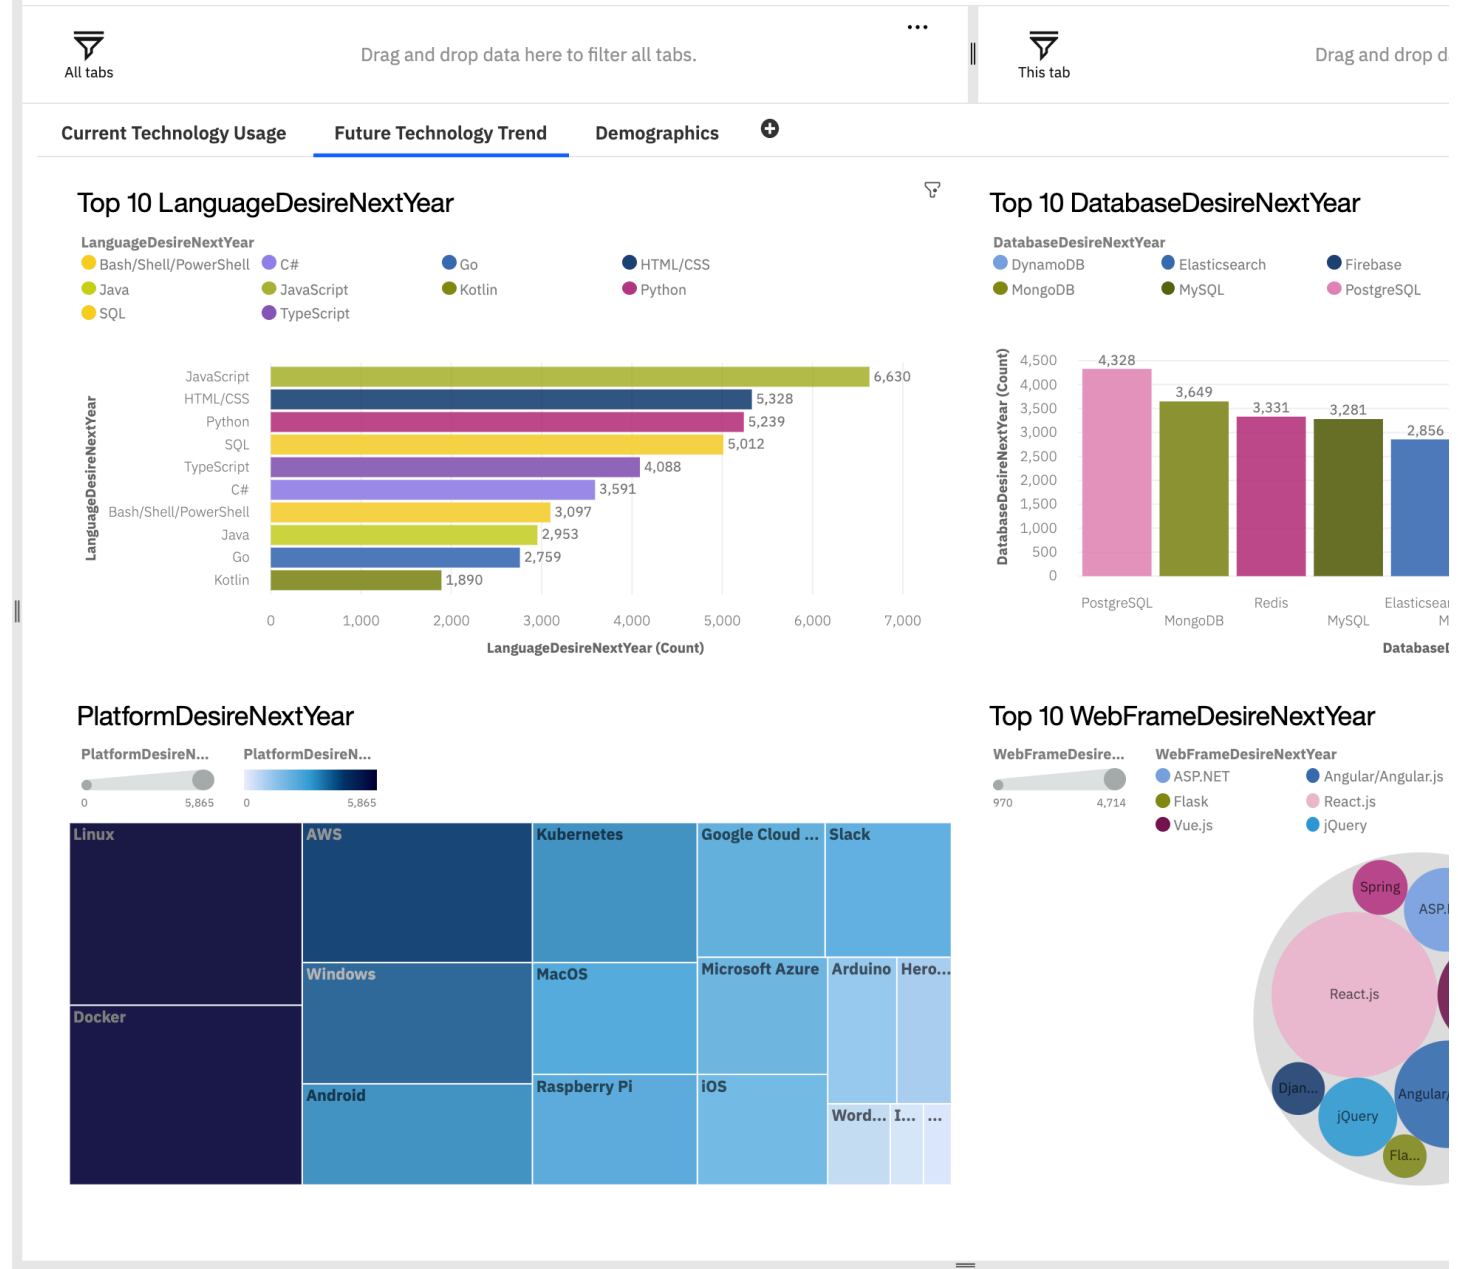 Drag and drop data here to filter all tabs.
All tabs
Drag and drop d
This tab
Current Technology Usage
Future Technology Trend
Demographics
Top 10 LanguageDesireNextYear
LanguageDesireNextYear
Bash/Shell/PowerShell C# Go HTML/CSS
Java JavaScript Kotlin Python
SQL TypeScript
LanguageDesireNextYear
JavaScript 6,630
HTML/CSS 5,328
Python 5,239
SQL 5,012
TypeScript 4,088
C# 3,591
Bash/Shell/PowerShell 3,097
Java 2,953
Go 2,759
Kotlin 1,890
0 1,000 2,000 3,000 4,000 5,000 6,000 7,000
LanguageDesireNextYear (Count)
Top 10 DatabaseDesireNextYear
DatabaseDesireNextYear
DynamoDB Elasticsearch Firebase
MongoDB MySQL PostgreSQL
DatabaseDesireNextYear (Count)
4,500
4,000
3,500
3,000
2,500
2,000
1,500
1,000
500
0
4,328
3,649
3,331
3,281
2,856
PostgreSQL
MongoDB
Redis
MySQL
Elasticsear
M
DatabaseD
PlatformDesireNextYear
PlatformDesireN... PlatformDesireN...
0 5,865 0 5,865
Linux
Docker
AWS
Windows
Android
Kubernetes
MacOS
Raspberry Pi
Google Cloud ...
Slack
Microsoft Azure
Arduino
Hero...
iOS
Word...
I...
...
Top 10 WebFrameDesireNextYear
WebFrameDesire... WebFrameDesireNextYear
970 4,714
ASP.NET Angular/Angular.js
Flask React.js
Vue.js jQuery
Spring
ASP.
React.js
Djan...
jQuery
Angular/
Fla...